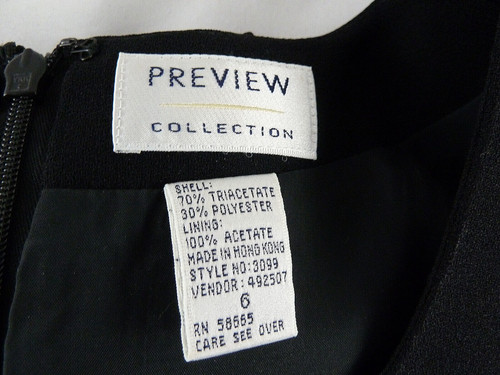 PREVIEW
COLLECTION
SHELL:
70% TRIACETATE
30% POLYESTER
LINING:
100% ACETATE
MADE IN HONG KONG
STYLE NO: 3099
VENDOR: 492507
6
RN 58665
CARE SEE OVER